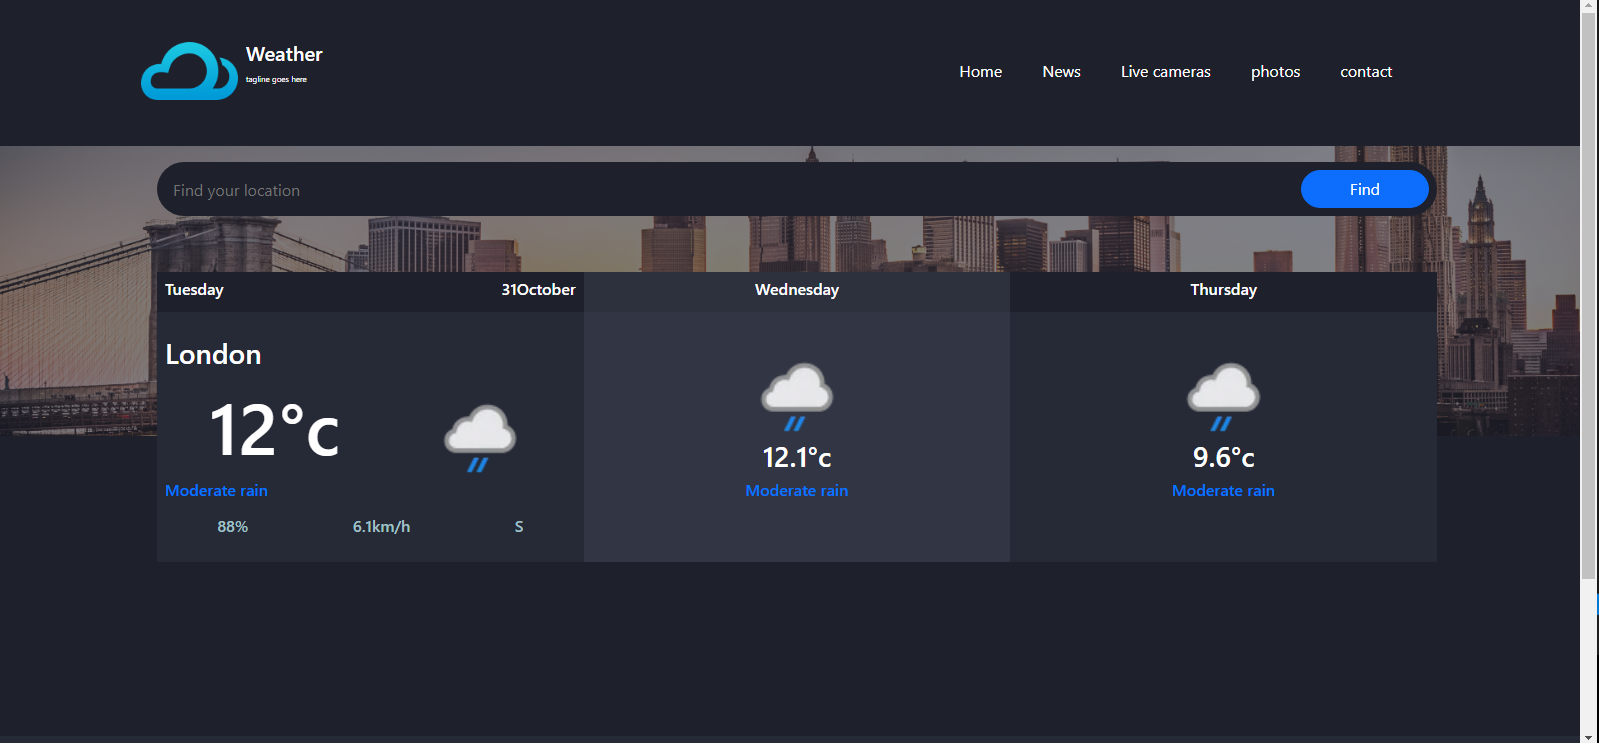 Weather
tagline goes here
Home News Live cameras photos contact
Find your location Find
Tuesday 31October Wednesday Thursday
London
12°c
12.1°c 9.6°c
Moderate rain Moderate rain Moderate rain
88% 6.1km/h S